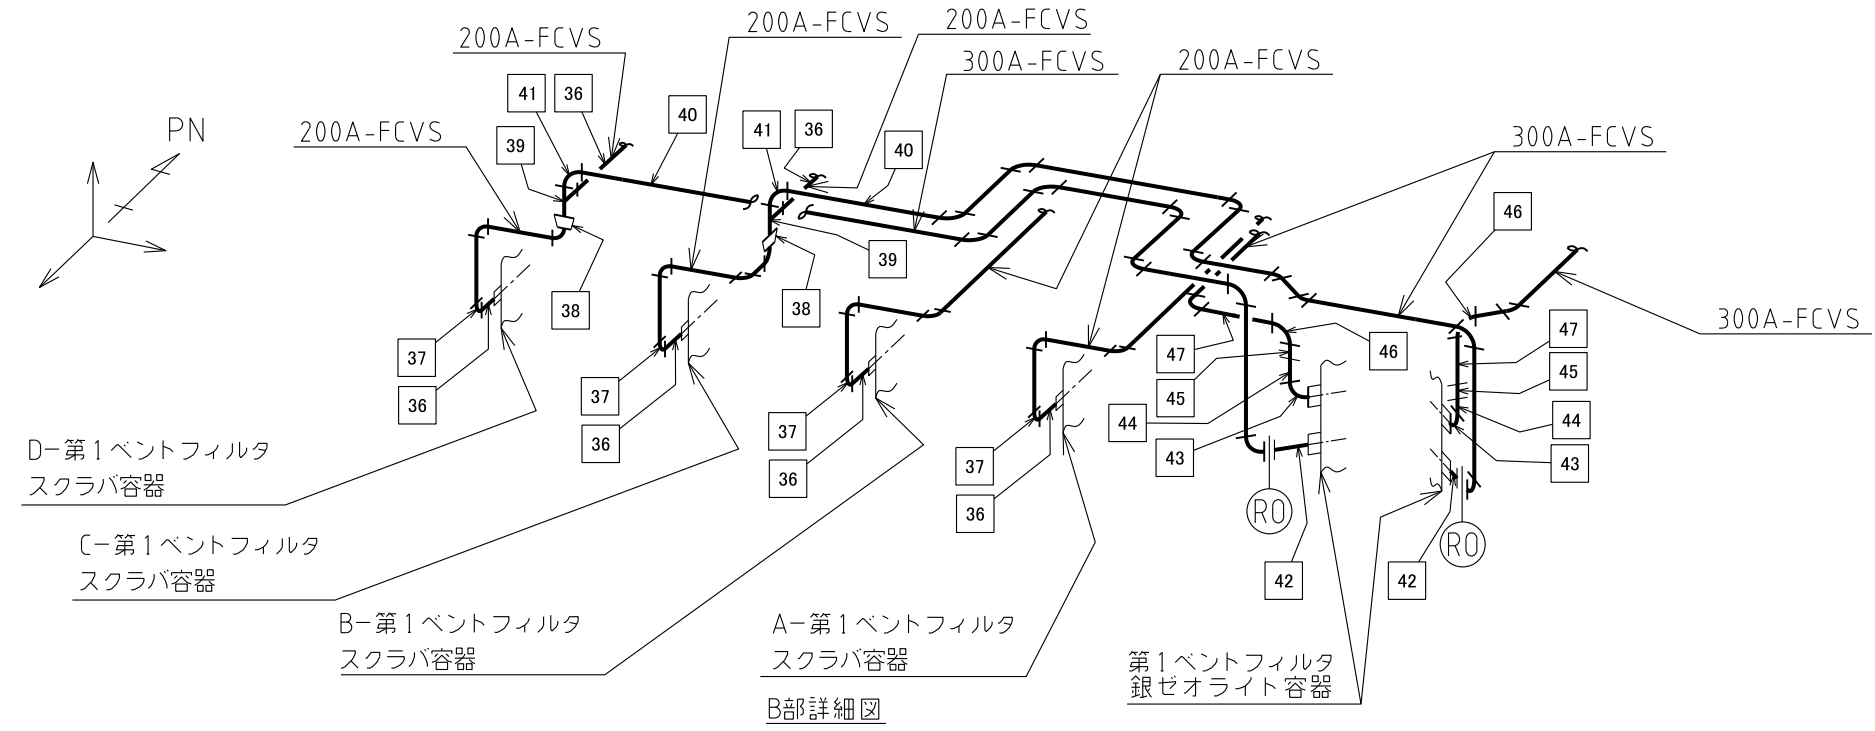 200A-FCVS
200A-FCVS
200A-FCVS
300A-FCVS
200A-FCVS
PN
200A-FCVS
300A-FCVS
300A-FCVS
41
36
40
39
41
36
40
46
39
38
38
37
36
37
36
37
36
37
36
47
46
45
44
43
47
45
44
43
RO
RO
42
42
D-第1ベントフィルタ
スクラバ容器
C-第1ベントフィルタ
スクラバ容器
B-第1ベントフィルタ
スクラバ容器
A-第1ベントフィルタ
スクラバ容器
第1ベントフィルタ
銀ゼオライト容器
B部詳細図